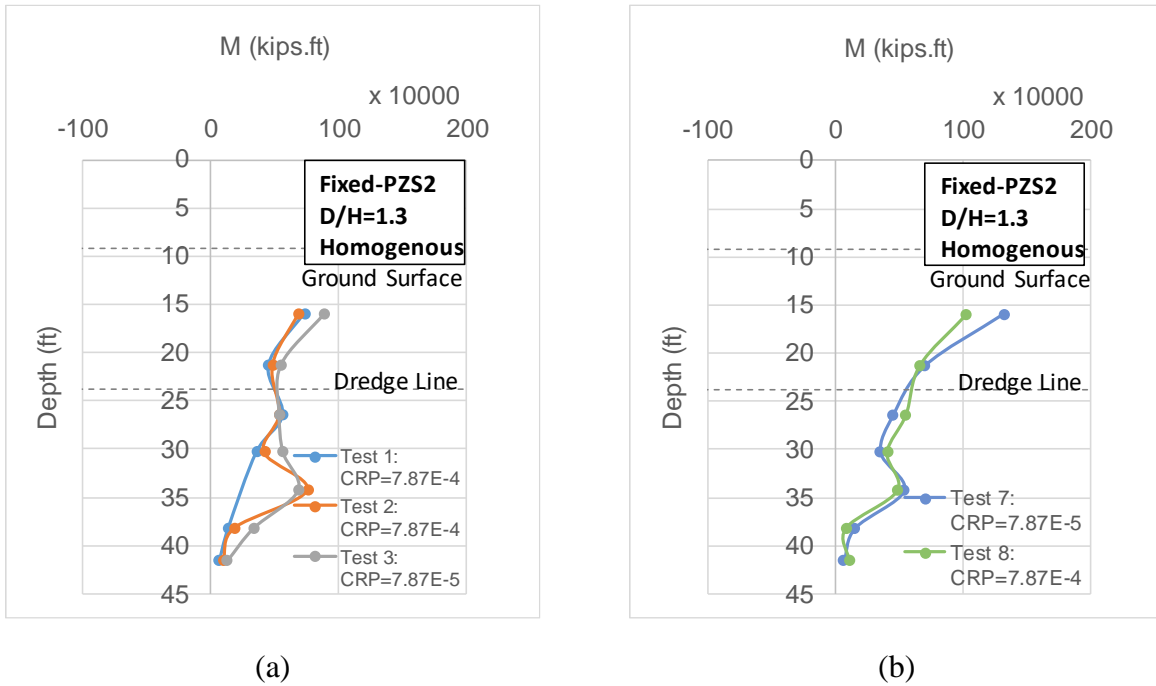 M (kips.ft)
x 10000
-100 0 100 200
0
5
10
15
20
25
30
35
40
45
Depth (ft)
Fixed-PZS2
D/H=1.3
Homogenous
Ground Surface
Dredge Line
Test 1:
CRP=7.87E-4
Test 2:
CRP=7.87E-4
Test 3:
CRP=7.87E-5
(a)
M (kips.ft)
x 10000
-100 0 100 200
0
5
10
15
20
25
30
35
40
45
Depth (ft)
Fixed-PZS2
D/H=1.3
Homogenous
Ground Surface
Dredge Line
Test 7:
CRP=7.87E-5
Test 8:
CRP=7.87E-4
(b)